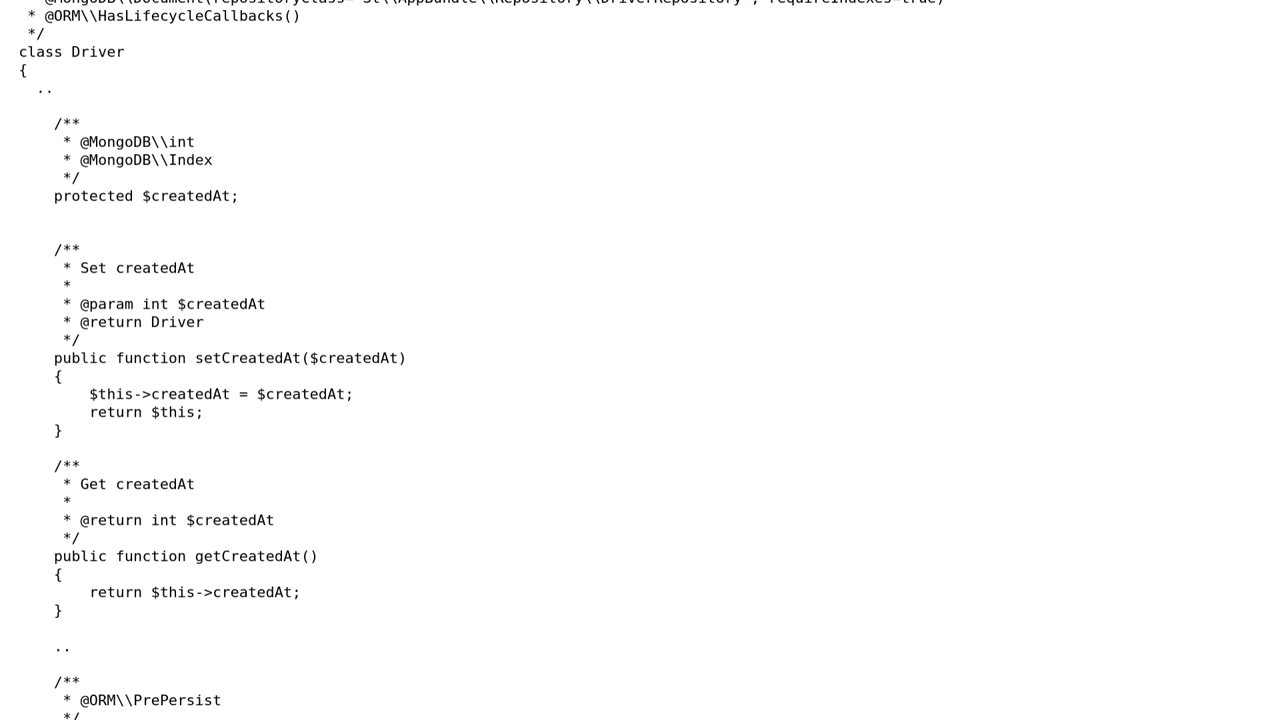 * @ORM\\HasLifecycleCallbacks()
 */
class Driver
{
  ..

    /**
     * @MongoDB\\int
     * @MongoDB\\Index
     */
    protected $createdAt;


    /**
     * Set createdAt
     *
     * @param int $createdAt
     * @return Driver
     */
    public function setCreatedAt($createdAt)
    {
        $this->createdAt = $createdAt;
        return $this;
    }

    /**
     * Get createdAt
     *
     * @return int $createdAt
     */
    public function getCreatedAt()
    {
        return $this->createdAt;
    }

    ..

    /**
     * @ORM\\PrePersist
     */